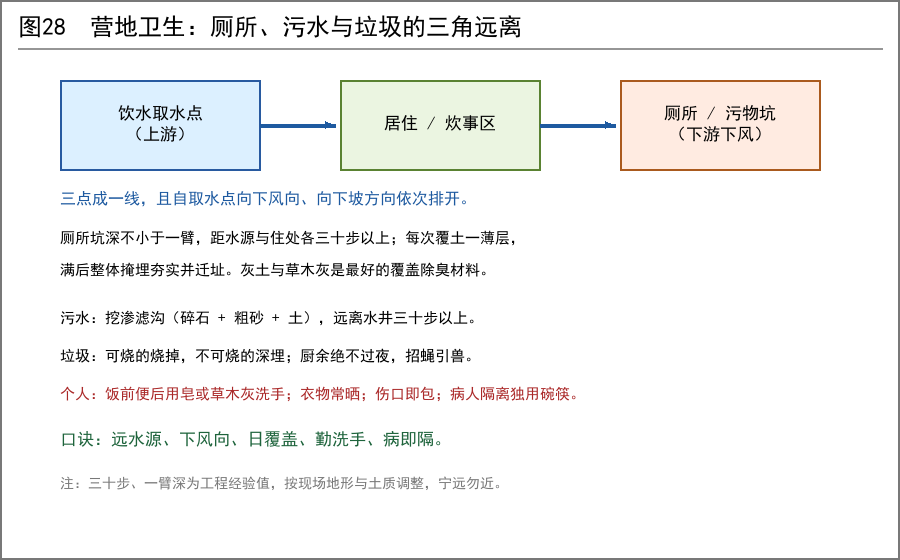 图28　营地卫生：厕所、污水与垃圾的三角远离
饮水取水点
（上游）
居住 / 炊事区
厕所 / 污物坑
（下游下风）
三点成一线，且自取水点向下风向、向下坡方向依次排开。
厕所坑深不小于一臂，距水源与住处各三十步以上；每次覆土一薄层，
满后整体掩埋夯实并迁址。灰土与草木灰是最好的覆盖除臭材料。
污水：挖渗滤沟（碎石 + 粗砂 + 土），远离水井三十步以上。
垃圾：可烧的烧掉，不可烧的深埋；厨余绝不过夜，招蝇引兽。
个人：饭前便后用皂或草木灰洗手；衣物常晒；伤口即包；病人隔离独用碗筷。
口诀：远水源、下风向、日覆盖、勤洗手、病即隔。
注：三十步、一臂深为工程经验值，按现场地形与土质调整，宁远勿近。